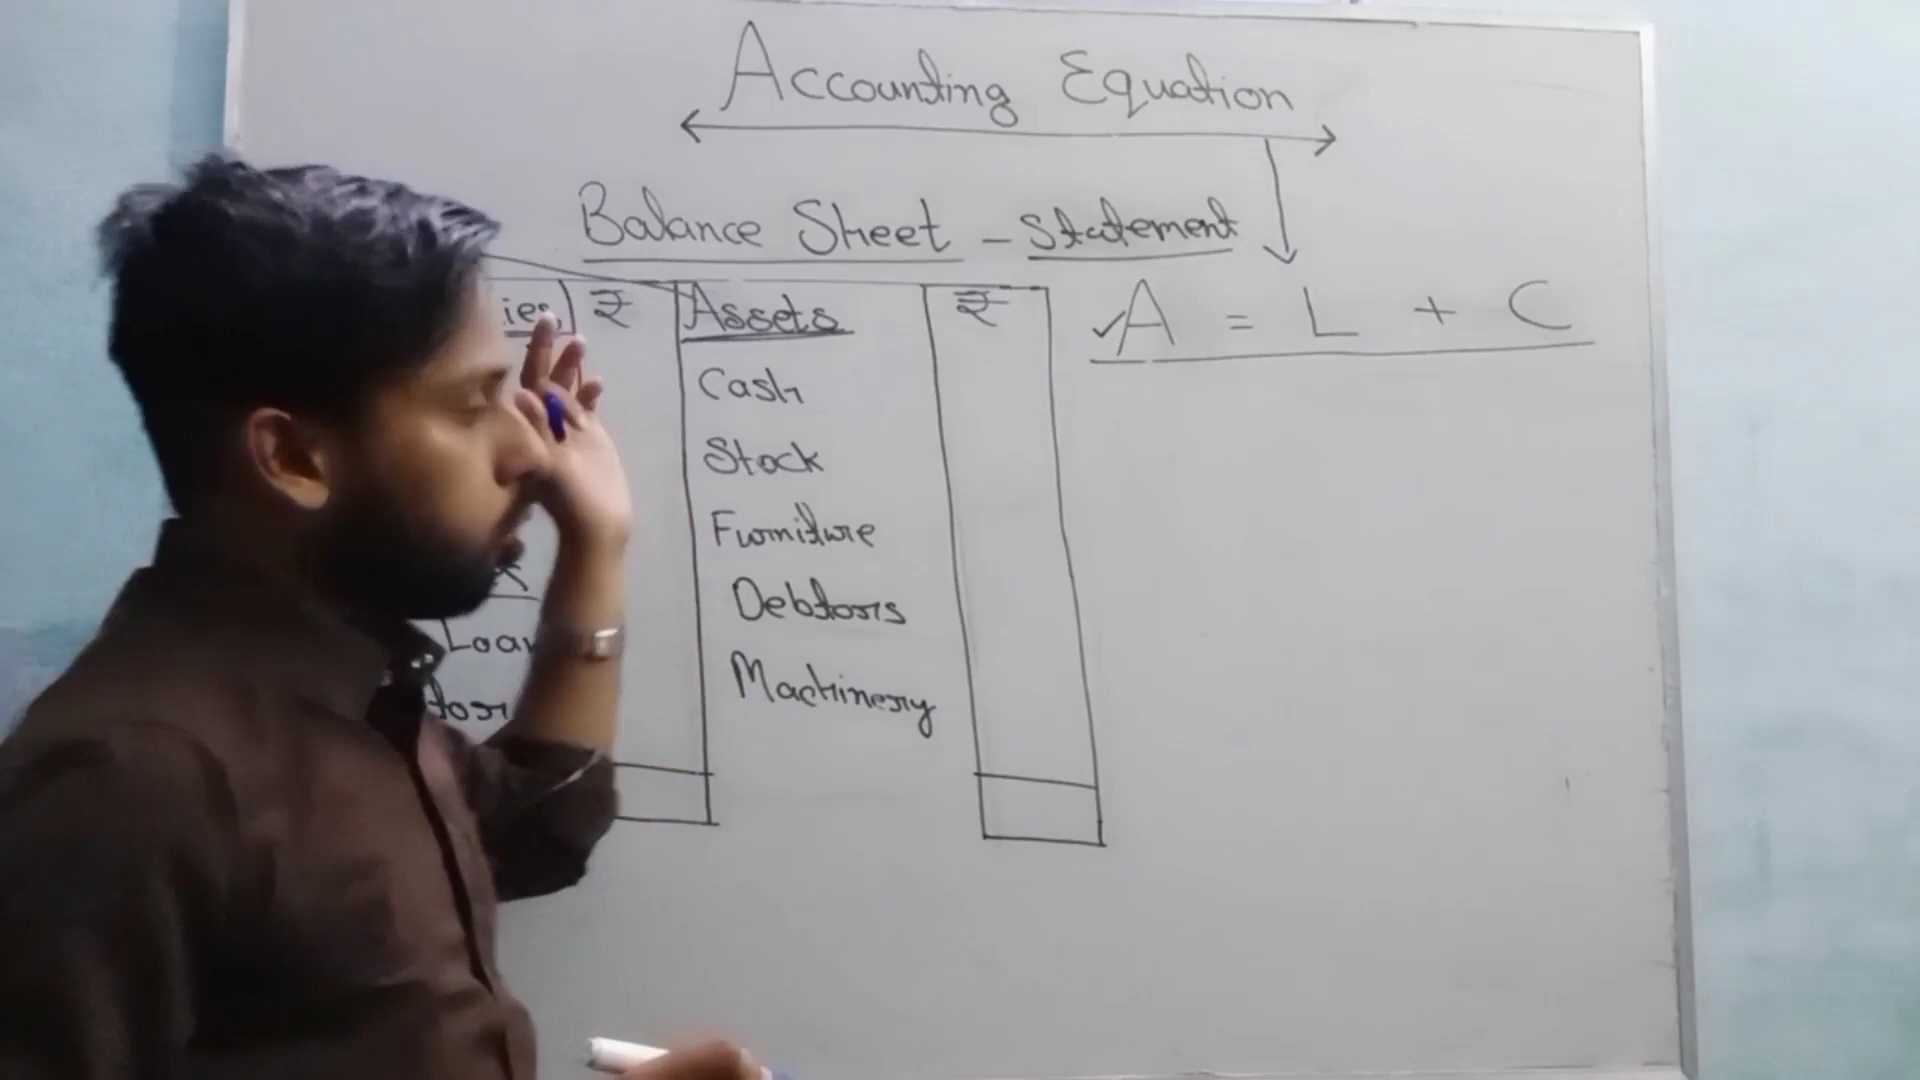 Accounting Equation
Balance Sheet - Statement
₹ Assets ₹
✓A = L + C
Cash
Stock
Furniture
Debtors
Machinery